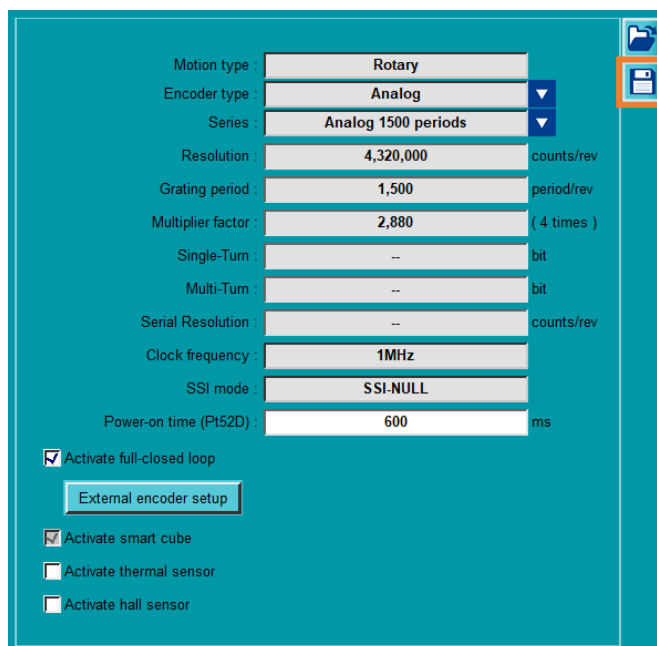 Motion type : Rotary
Encoder type : Analog
Series : Analog 1500 periods
Resolution : 4,320,000 counts/rev
Grating period : 1,500 period/rev
Multiplier factor : 2,880 ( 4 times )
Single-Turn : -- bit
Multi-Turn : -- bit
Serial Resolution : -- counts/rev
Clock frequency : 1MHz
SSI mode : SSI-NULL
Power-on time (Pt52D) : 600 ms
Activate full-closed loop
External encoder setup
Activate smart cube
Activate thermal sensor
Activate hall sensor